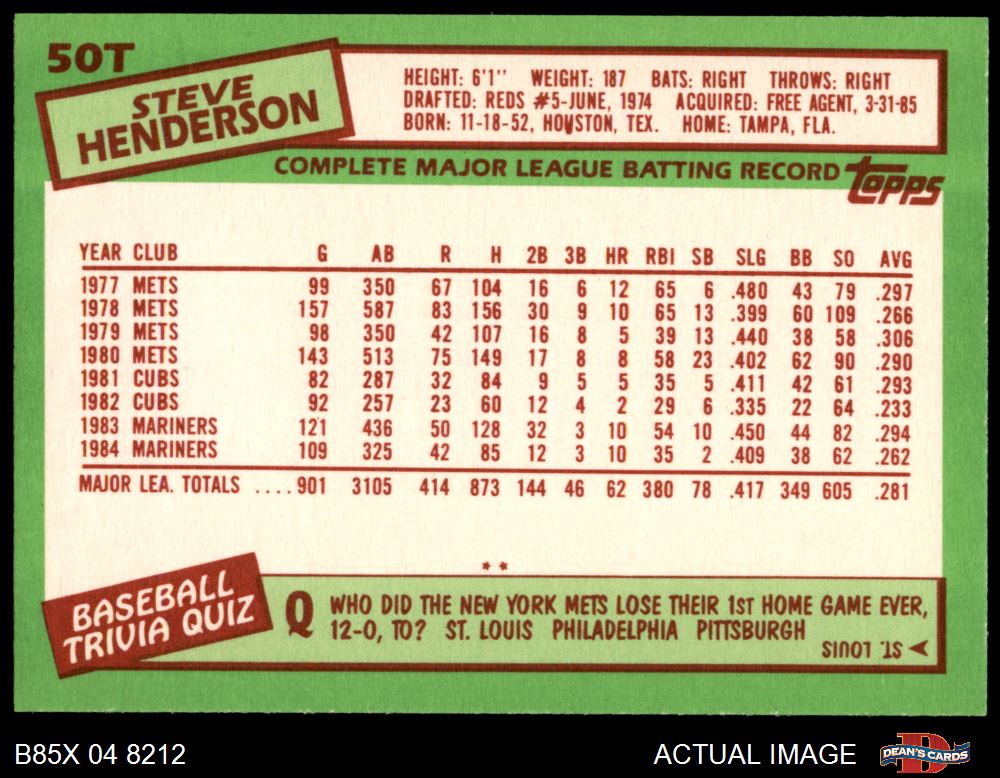 50T
STEVE
HENDERSON
HEIGHT: 6'1'' WEIGHT: 187 BATS: RIGHT THROWS: RIGHT
DRAFTED: REDS #5-JUNE, 1974 ACQUIRED: FREE AGENT, 3-31-85
BORN: 11-18-52, HOUSTON, TEX. HOME: TAMPA, FLA.
COMPLETE MAJOR LEAGUE BATTING RECORD topps
YEAR CLUB G AB R H 2B 3B HR RBI SB SLG BB SO AVG
1977 METS 99 350 67 104 16 6 12 65 6 .480 43 79 .297
1978 METS 157 587 83 156 30 9 10 65 13 .399 60 109 .266
1979 METS 98 350 42 107 16 8 5 39 13 .440 38 58 .306
1980 METS 143 513 75 149 17 8 8 58 23 .402 62 90 .290
1981 CUBS 82 287 32 84 9 5 5 35 5 .411 42 61 .293
1982 CUBS 92 257 23 60 12 4 2 29 6 .335 22 64 .233
1983 MARINERS 121 436 50 128 32 3 10 54 10 .450 44 82 .294
1984 MARINERS 109 325 42 85 12 3 10 35 2 .409 38 62 .262
MAJOR LEA. TOTALS ....901 3105 414 873 144 46 62 380 78 .417 349 605 .281
**
BASEBALL
TRIVIA QUIZ
Q WHO DID THE NEW YORK METS LOSE THEIR 1ST HOME GAME EVER,
12-0, TO? ST. LOUIS PHILADELPHIA PITTSBURGH
ST. LOUIS
B85X 04 8212
ACTUAL IMAGE
DEAN'S CARDS